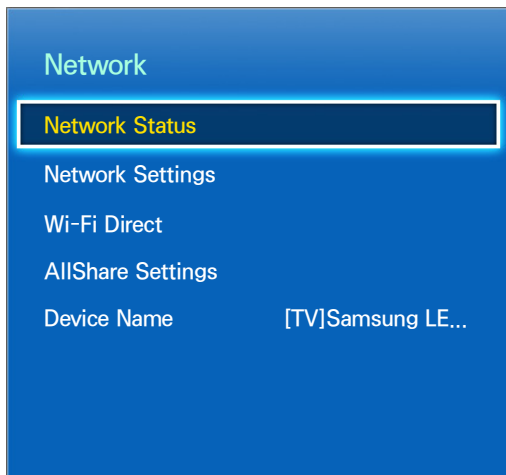 Network
Network Status
Network Settings
Wi-Fi Direct
AllShare Settings
Device Name [TV]Samsung LE...